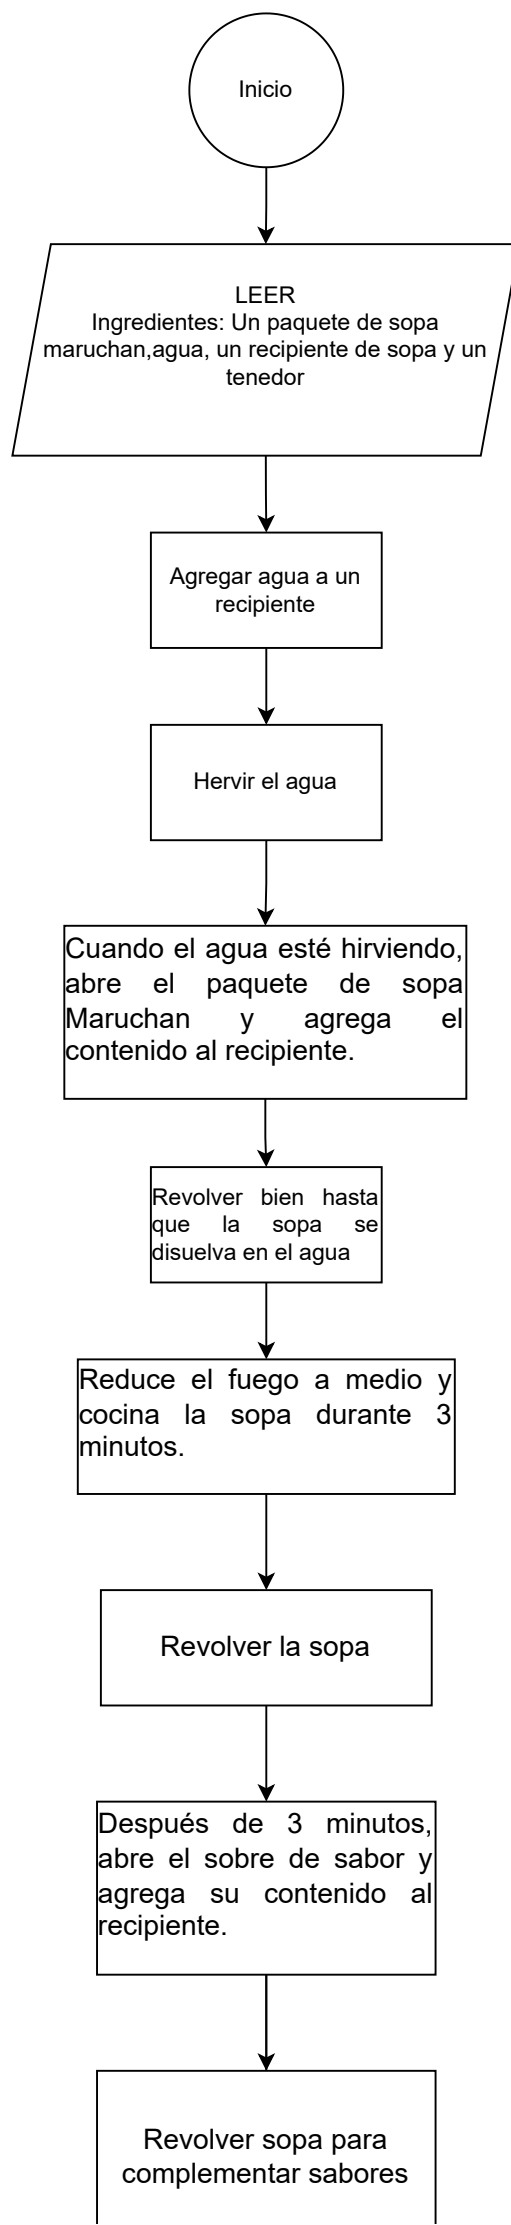 Inicio
LEER
Ingredientes: Un paquete de sopa
maruchan,agua, un recipiente de sopa y un
tenedor
Agregar agua a un
recipiente
Hervir el agua
Cuando el agua esté hirviendo,
abre el paquete de sopa
Maruchan y agrega el
contenido al recipiente.
Revolver bien hasta
que la sopa se
disuelva en el agua
Reduce el fuego a medio y
cocina la sopa durante 3
minutos.
Revolver la sopa
Después de 3 minutos,
abre el sobre de sabor y
agrega su contenido al
recipiente.
Revolver sopa para
complementar sabores